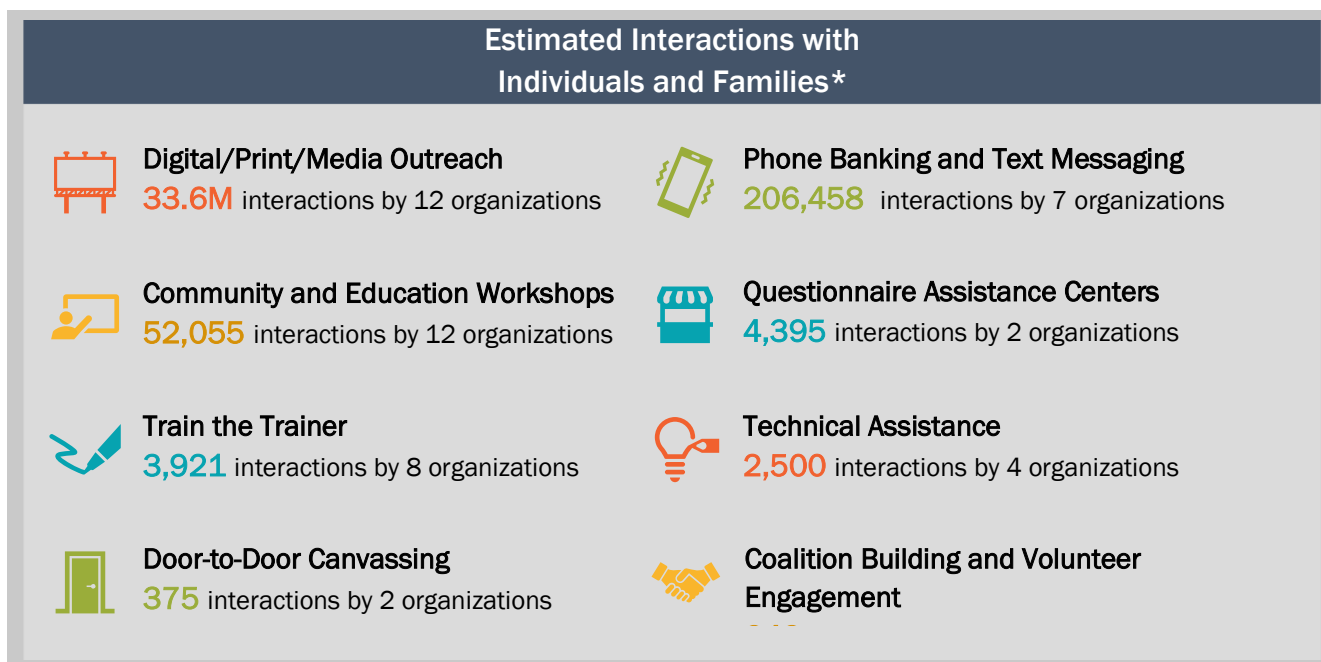 Estimated Interactions with
Individuals and Families*
Digital/Print/Media Outreach
33.6M interactions by 12 organizations
Phone Banking and Text Messaging
206,458 interactions by 7 organizations
Community and Education Workshops
52,055 interactions by 12 organizations
Questionnaire Assistance Centers
4,395 interactions by 2 organizations
Train the Trainer
3,921 interactions by 8 organizations
Technical Assistance
2,500 interactions by 4 organizations
Door-to-Door Canvassing
375 interactions by 2 organizations
Coalition Building and Volunteer
Engagement